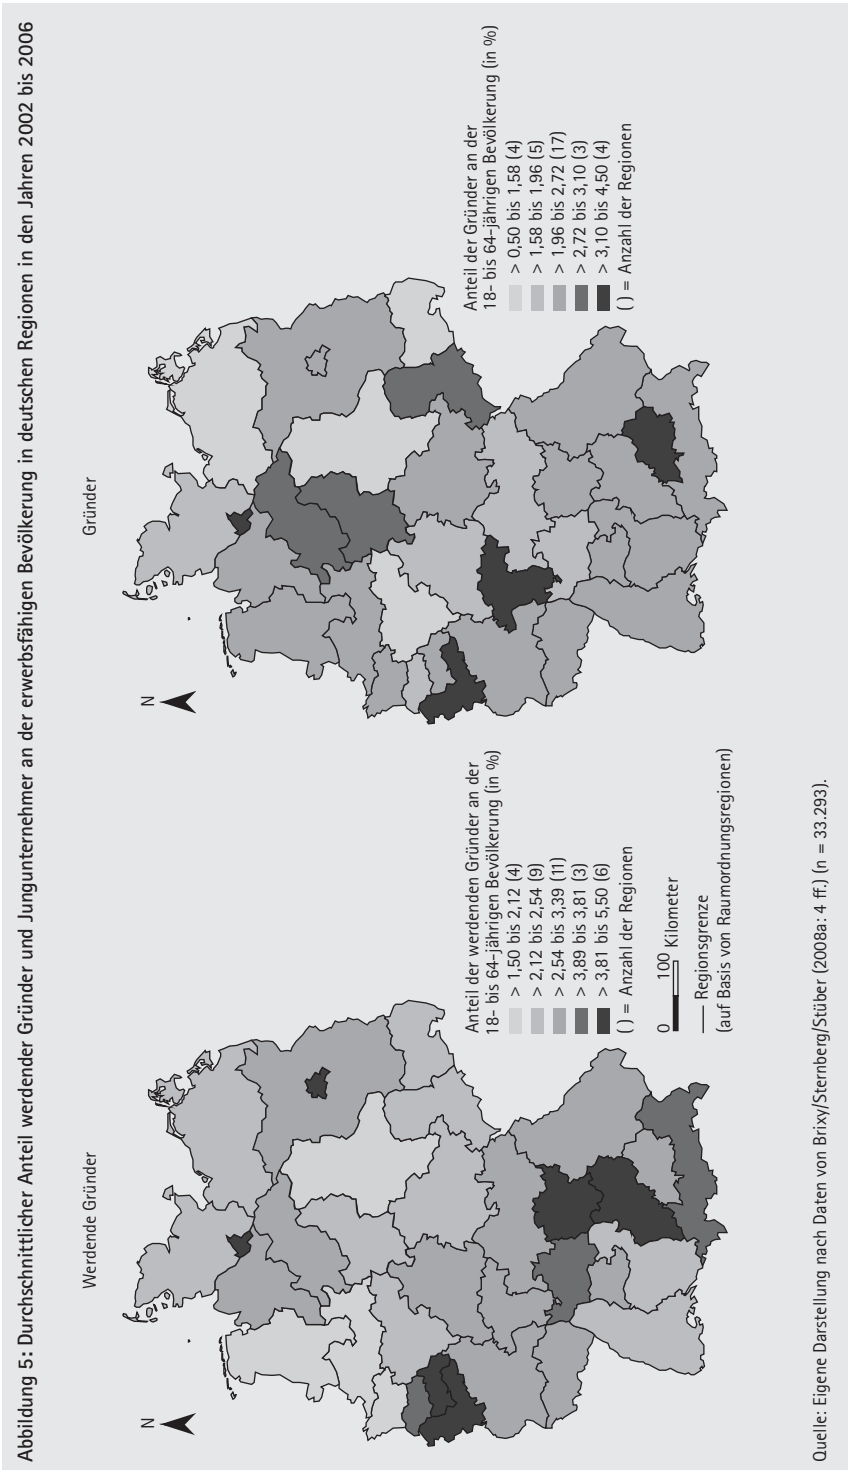 Abbildung 5: Durchschnittlicher Anteil werdender Gründer und Jungunternehmer an der erwerbsfähigen Bevölkerung in deutschen Regionen in den Jahren 2002 bis 2006
Werdende Gründer
N
Anteil der werdenden Gründer an der
18- bis 64-jährigen Bevölkerung (in %)
> 1,50 bis 2,12 (4)
> 2,12 bis 2,54 (9)
> 2,54 bis 3,39 (11)
> 3,89 bis 3,81 (3)
> 3,81 bis 5,50 (6)
( ) = Anzahl der Regionen
0 100
Kilometer
Regionsgrenze
(auf Basis von Raumordnungsregionen)
Gründer
N
Anteil der Gründer an der
18- bis 64-jährigen Bevölkerung (in %)
> 0,50 bis 1,58 (4)
> 1,58 bis 1,96 (5)
> 1,96 bis 2,72 (17)
> 2,72 bis 3,10 (3)
> 3,10 bis 4,50 (4)
( ) = Anzahl der Regionen
Quelle: Eigene Darstellung nach Daten von Brixy/Sternberg/Stüber (2008a: 4 ff.) (n = 33.293).